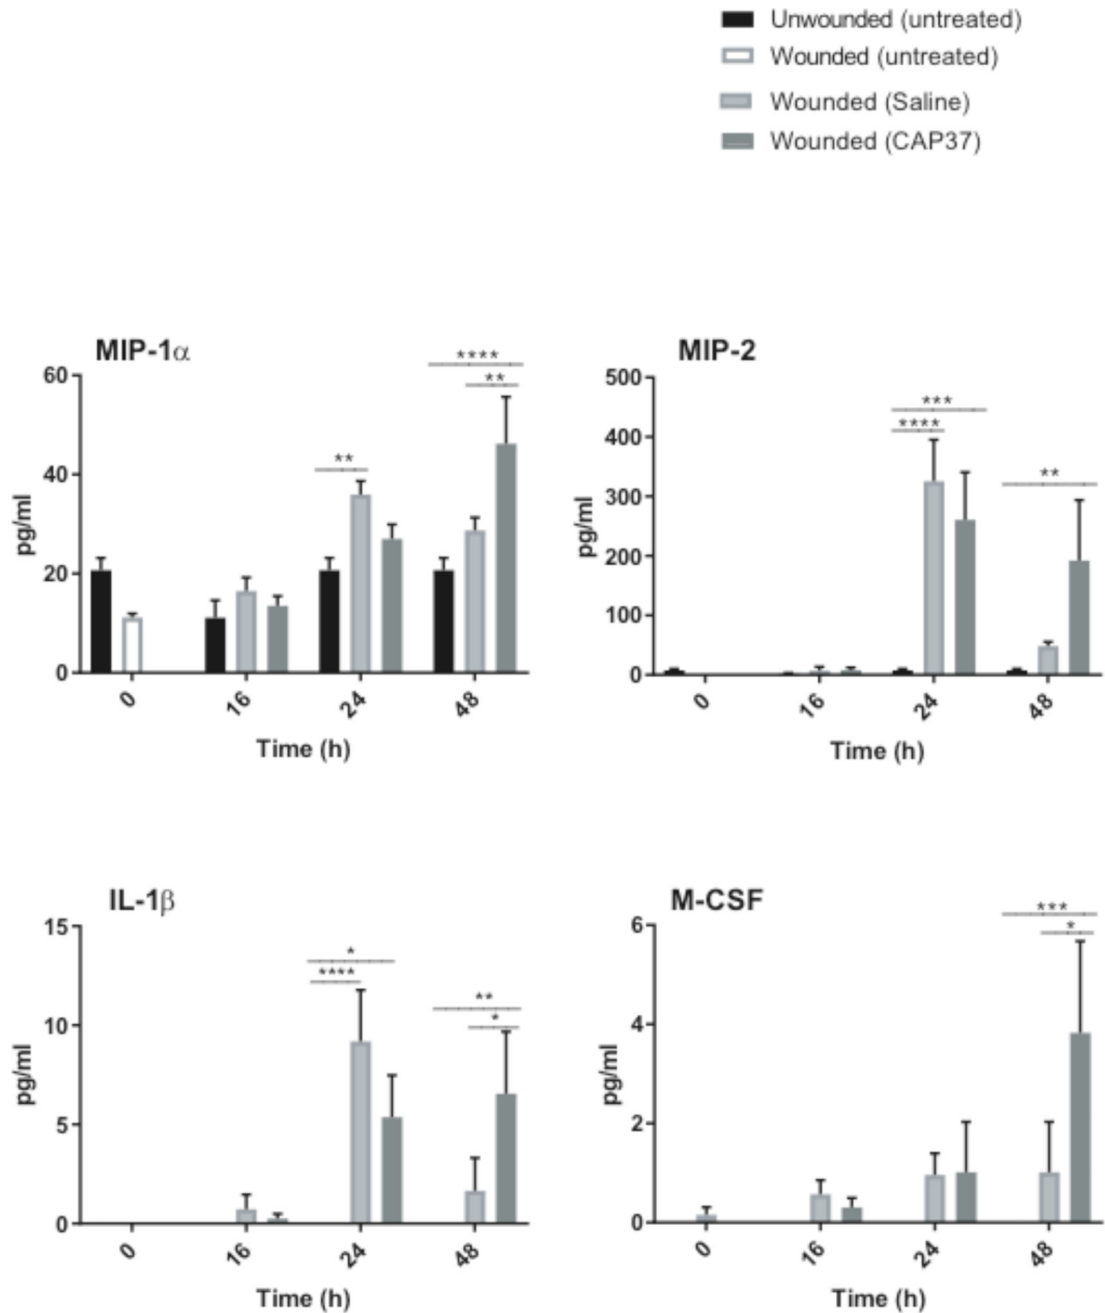 Unwounded (untreated)
Wounded (untreated)
Wounded (Saline)
Wounded (CAP37)
MIP-1α
****
**
**
60
40
20
0
pg/ml
0
16
24
48
Time (h)
MIP-2
***
****
**
500
400
300
200
100
0
pg/ml
0
16
24
48
Time (h)
IL-1β
*
****
**
*
15
10
5
0
pg/ml
0
16
24
48
Time (h)
M-CSF
***
*
6
4
2
0
pg/ml
0
16
24
48
Time (h)